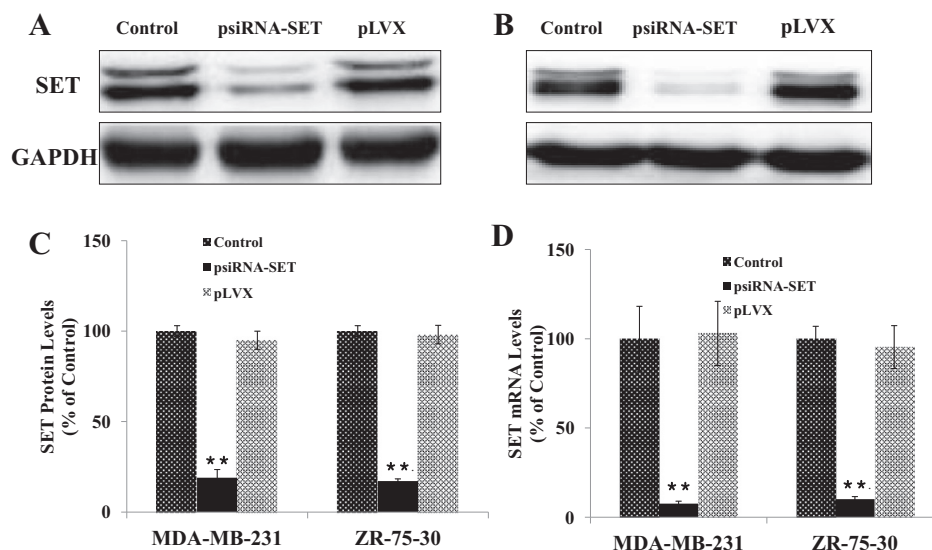 A
Control
psiRNA-SET
pLVX
SET
GAPDH
B
Control
psiRNA-SET
pLVX
C
150
100
50
0
SET Protein Levels
(% of Control)
Control
psiRNA-SET
pLVX
**
**.
MDA-MB-231
ZR-75-30
D
150
100
50
0
SET mRNA Levels
(% of Control)
Control
psiRNA-SET
pLVX
**
**.
MDA-MB-231
ZR-75-30